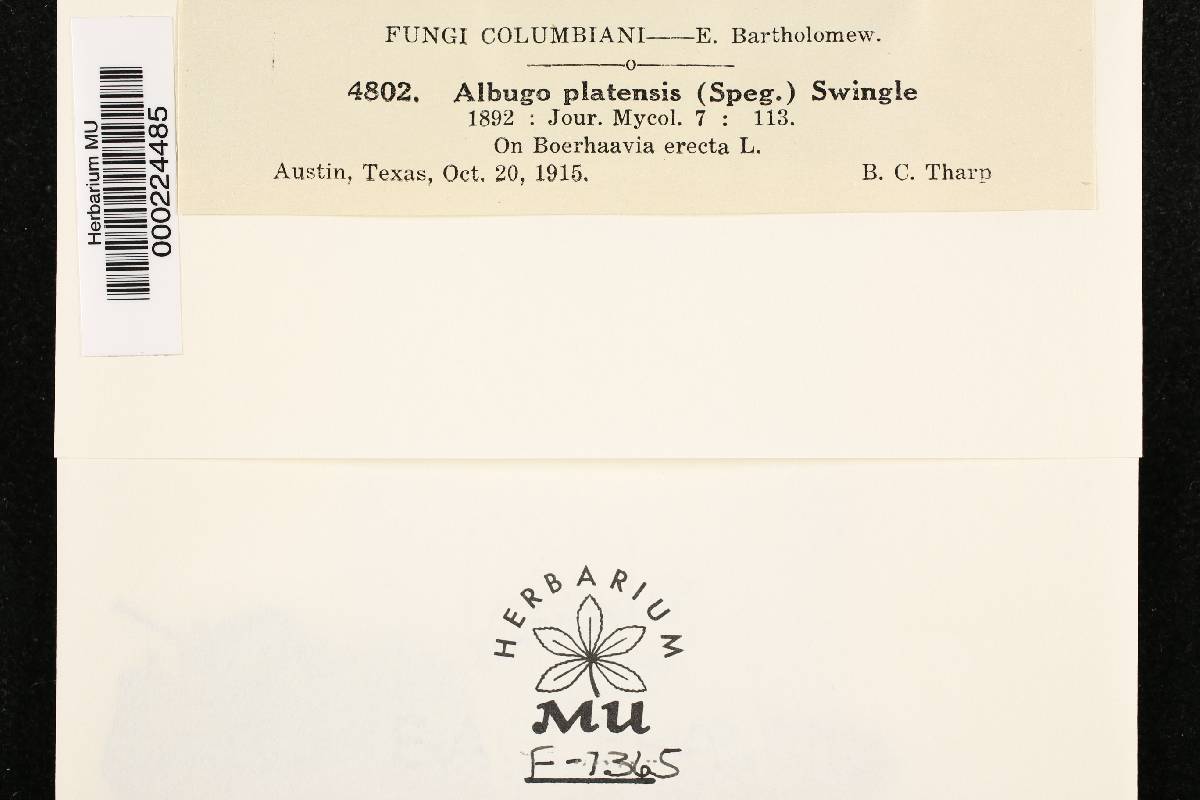 FUNGI COLUMBIANI——E. Bartholomew.
4802. Albugo platensis (Speg.) Swingle
1892 : Jour. Mycol. 7 : 113.
On Boerhaavia erecta L.
Austin, Texas, Oct. 20, 1915. B. C. Tharp
Herbarium MU
000224485
HERBARIUM
MU
F-1365